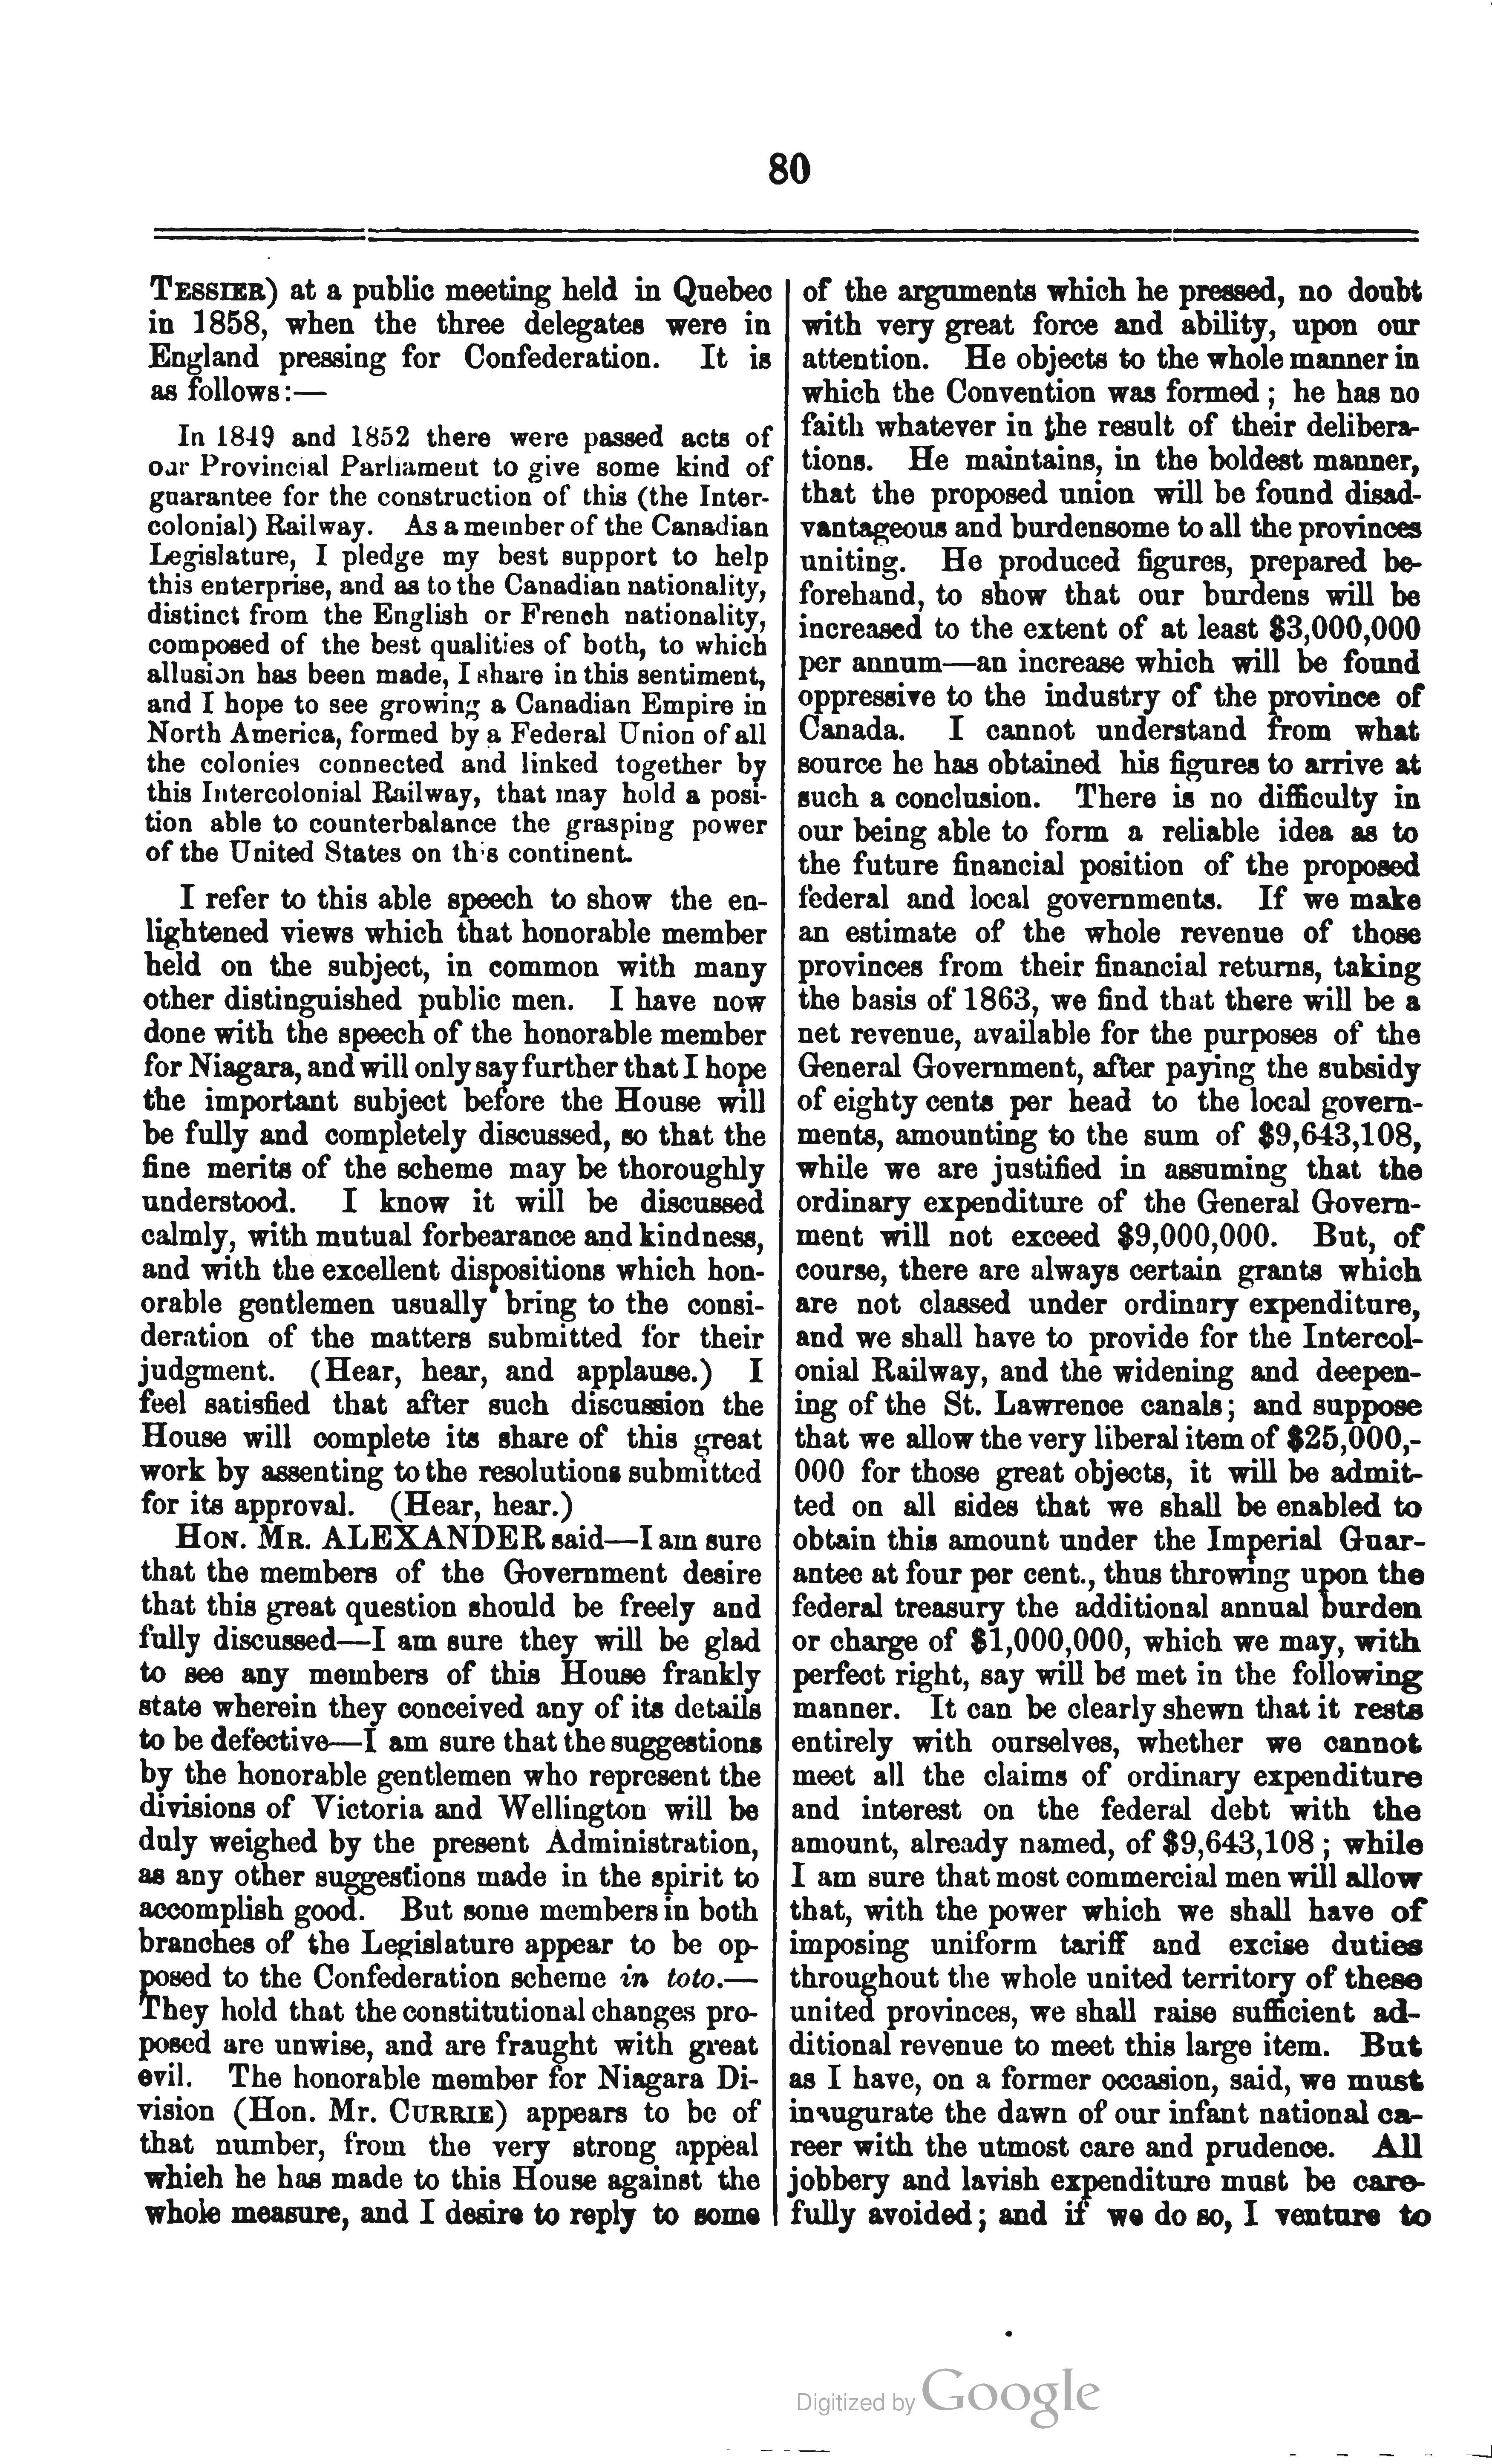 80
TESSIER) at a public meeting held in Quebec
in 1858, when the three delegates were in
England pressing for Confederation. It is
as follows:—
In 1849 and 1852 there were passed acts of
our Provincial Parliament to give some kind of
guarantee for the construction of this (the Inter-
colonial) Railway. As a member of the Canadian
Legislature, I pledge my best support to help
this enterprise, and as to the Canadian nationality,
distinct from the English or French nationality,
composed of the best qualities of both, to which
allusion has been made, I share in this sentiment,
and I hope to see growing a Canadian Empire in
North America, formed by a Federal Union of all
the colonies connected and linked together by
this Intercolonial Railway, that may hold a posi-
tion able to counterbalance the grasping power
of the United States on this continent.
I refer to this able speech to show the en-
lightened views which that honorable member
held on the subject, in common with many
other distinguished public men. I have now
done with the speech of the honorable member
for Niagara, and will only say further that I hope
the important subject before the House will
be fully and completely discussed, so that the
fine merits of the scheme may be thoroughly
understood. I know it will be discussed
calmly, with mutual forbearance and kindness,
and with the excellent dispositions which hon-
orable gentlemen usually bring to the consi-
deration of the matters submitted for their
judgment. (Hear, hear, and applause.) I
feel satisfied that after such discussion the
House will complete its share of this great
work by assenting to the resolutions submitted
for its approval. (Hear, hear.)
HON. MR. ALEXANDER said—I am sure
that the members of the Government desire
that this great question should be freely and
fully discussed—I am sure they will be glad
to see any members of this House frankly
state wherein they conceived any of its details
to be defective—I am sure that the suggestions
by the honorable gentlemen who represent the
divisions of Victoria and Wellington will be
duly weighed by the present Administration,
as any other suggestions made in the spirit to
accomplish good. But some members in both
branches of the Legislature appear to be op-
posed to the Confederation scheme in toto.—
They hold that the constitutional changes pro-
posed are unwise, and are fraught with great
evil. The honorable member for Niagara Di-
vision (Hon. Mr. CURRIE) appears to be of
that number, from the very strong appeal
which he has made to this House against the
whole measure, and I desire to reply to some
of the arguments which he pressed, no doubt
with very great force and ability, upon our
attention. He objects to the whole manner in
which the Convention was formed; he has no
faith whatever in the result of their delibera-
tions. He maintains, in the boldest manner,
that the proposed union will be found disad-
vantageous and burdensome to all the provinces
uniting. He produced figures, prepared be-
forehand, to show that our burdens will be
increased to the extent of at least $3,000,000
per annum—an increase which will be found
oppressive to the industry of the province of
Canada. I cannot understand from what
source he has obtained his figures to arrive at
such a conclusion. There is no difficulty in
our being able to form a reliable idea as to
the future financial position of the proposed
federal and local governments. If we make
an estimate of the whole revenue of those
provinces from their financial returns, taking
the basis of 1863, we find that there will be a
net revenue, available for the purposes of the
General Government, after paying the subsidy
of eighty cents per head to the local govern-
ments, amounting to the sum of $9,643,108,
while we are justified in assuming that the
ordinary expenditure of the General Govern-
ment will not exceed $9,000,000. But, of
course, there are always certain grants which
are not classed under ordinary expenditure,
and we shall have to provide for the Intercol-
onial Railway, and the widening and deepen-
ing of the St. Lawrence canals; and suppose
that we allow the very liberal item of $25,000,-
000 for those great objects, it will be admit-
ted on all sides that we shall be enabled to
obtain this amount under the Imperial Guar-
antee at four per cent., thus throwing upon the
federal treasury the additional annual burden
or charge of $1,000,000, which we may, with
perfect right, say will be met in the following
manner. It can be clearly shewn that it rests
entirely with ourselves, whether we cannot
meet all the claims of ordinary expenditure
and interest on the federal debt with the
amount, already named, of $9,643,108; while
I am sure that most commercial men will allow
that, with the power which we shall have of
imposing uniform tariff and excise duties
throughout the whole united territory of these
united provinces, we shall raise sufficient ad-
ditional revenue to meet this large item. But
as I have, on a former occasion, said, we must
inaugurate the dawn of our infant national ca-
reer with the utmost care and prudence. All
jobbery and lavish expenditure must be care-
fully avoided; and if we do so, I venture to
Digitized by Google